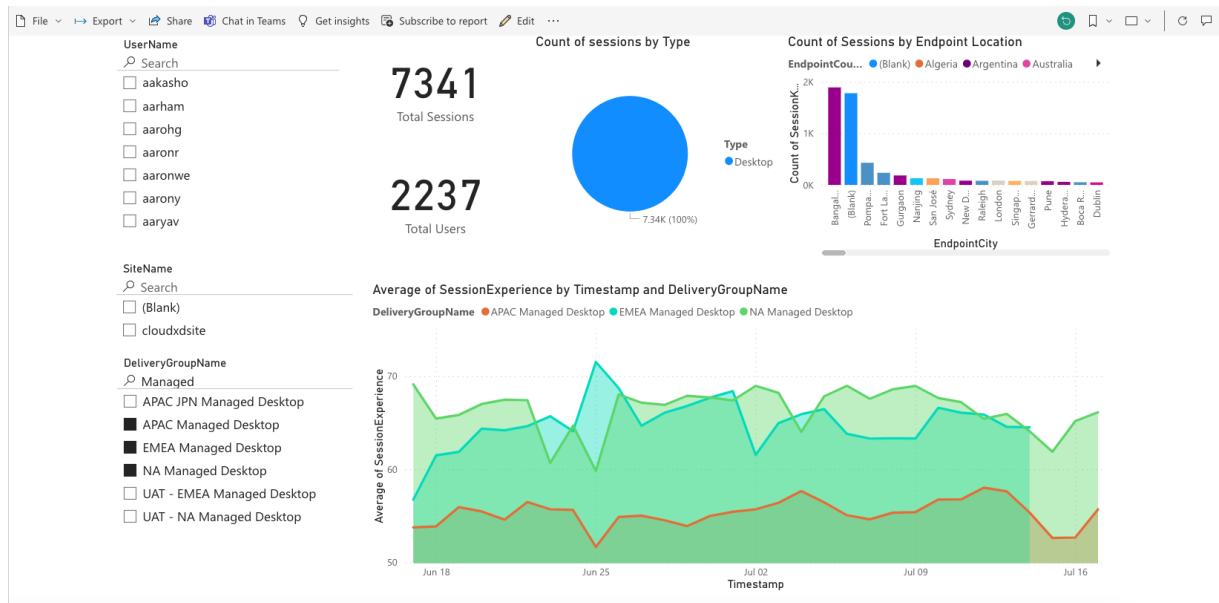 File Export Share Chat in Teams Get insights Subscribe to report Edit ...
UserName
Search
aakasho
aarham
aarohg
aaronr
aaronwe
aarony
aaryav
7341
Total Sessions
2237
Total Users
Count of sessions by Type
Type
Desktop
7.34K (100%)
Count of Sessions by Endpoint Location
EndpointCou... (Blank) Algeria Argentina Australia
Count of SessionK...
2K
1K
0K
Bangal...
(Blank)
Pompa...
Fort La...
Gurgaon
Nanjing
San José
Sydney
New D...
Raleigh
London
Singap...
Gerrard...
Pune
Hydera...
Boca R...
Dublin
EndpointCity
SiteName
Search
(Blank)
cloudxdsite
DeliveryGroupName
Managed
APAC JPN Managed Desktop
APAC Managed Desktop
EMEA Managed Desktop
NA Managed Desktop
UAT - EMEA Managed Desktop
UAT - NA Managed Desktop
Average of SessionExperience by Timestamp and DeliveryGroupName
DeliveryGroupName APAC Managed Desktop EMEA Managed Desktop NA Managed Desktop
Average of SessionExperience
70
60
50
Jun 18 Jun 25 Jul 02 Jul 09 Jul 16
Timestamp